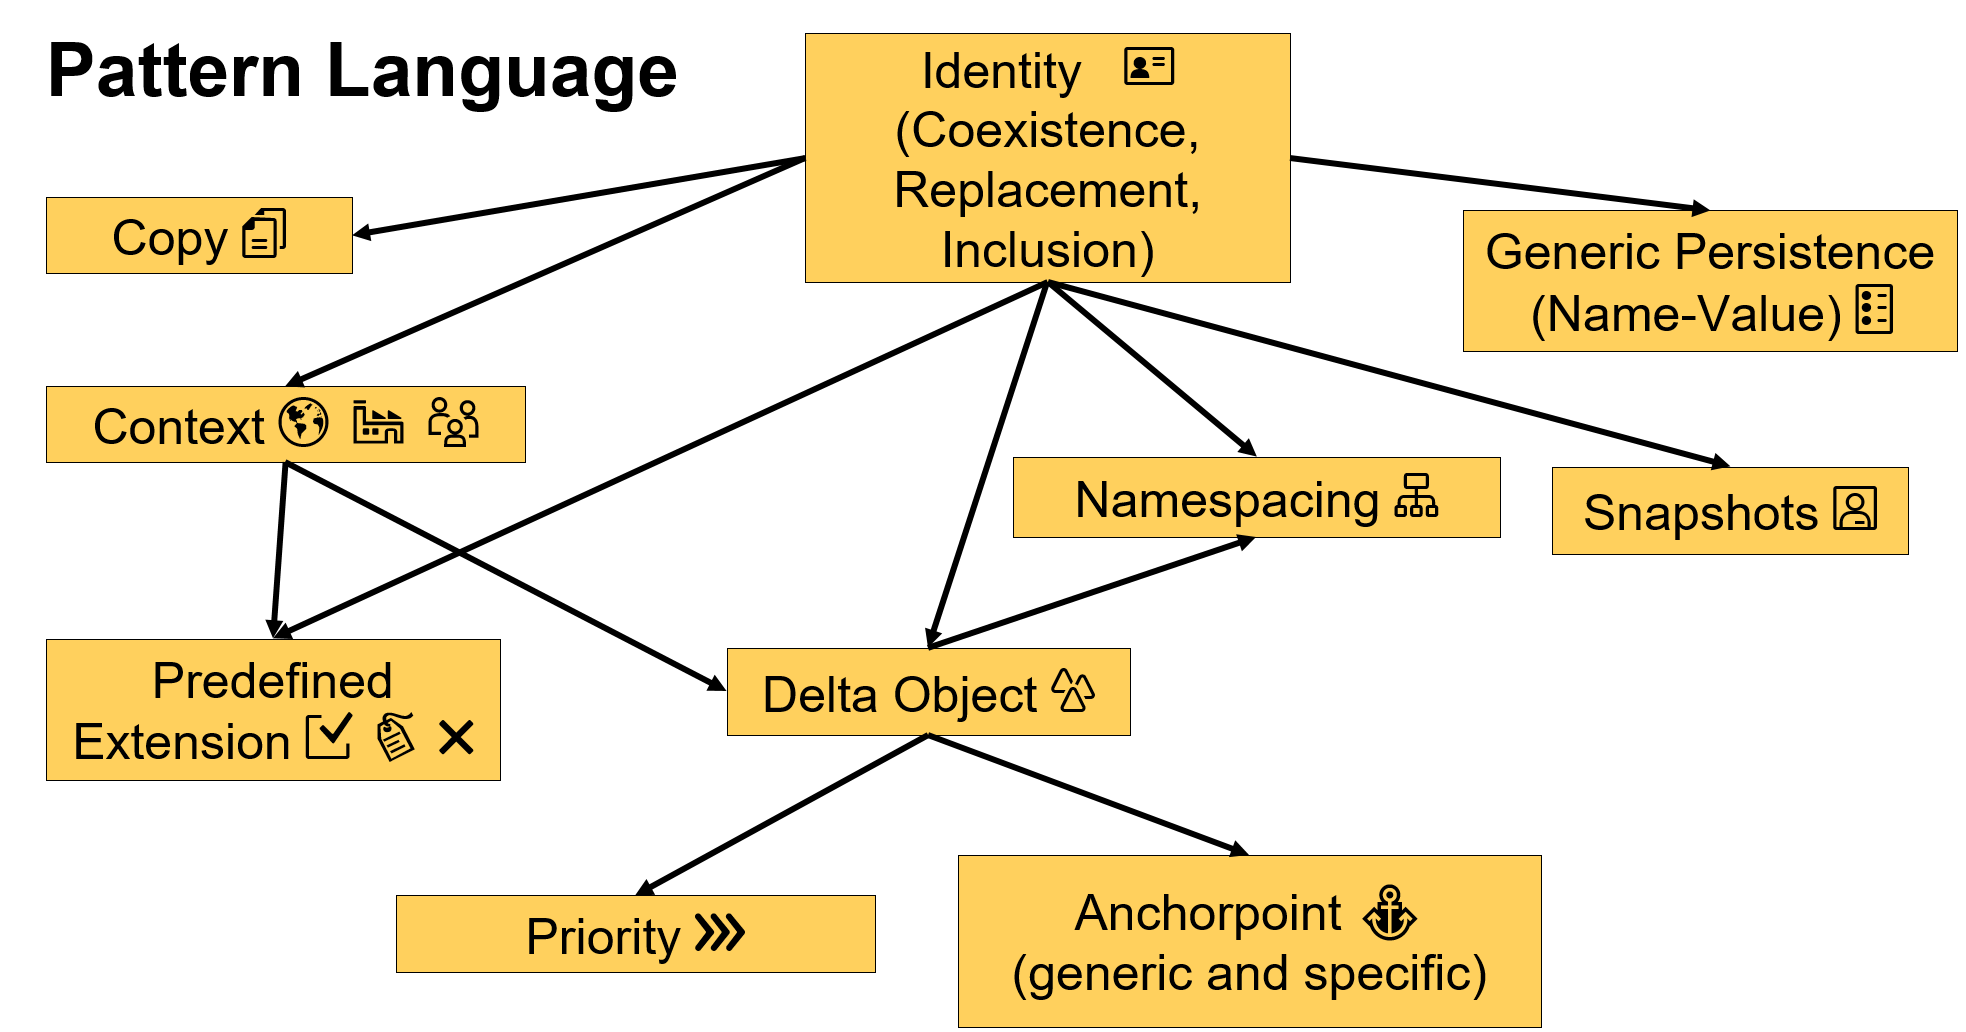 Pattern Language
Identity
(Coexistence,
Replacement,
Inclusion)
Copy
Generic Persistence
(Name-Value)
Context
Namespacing
Snapshots
Predefined
Extension
Delta Object
Priority
Anchorpoint
(generic and specific)